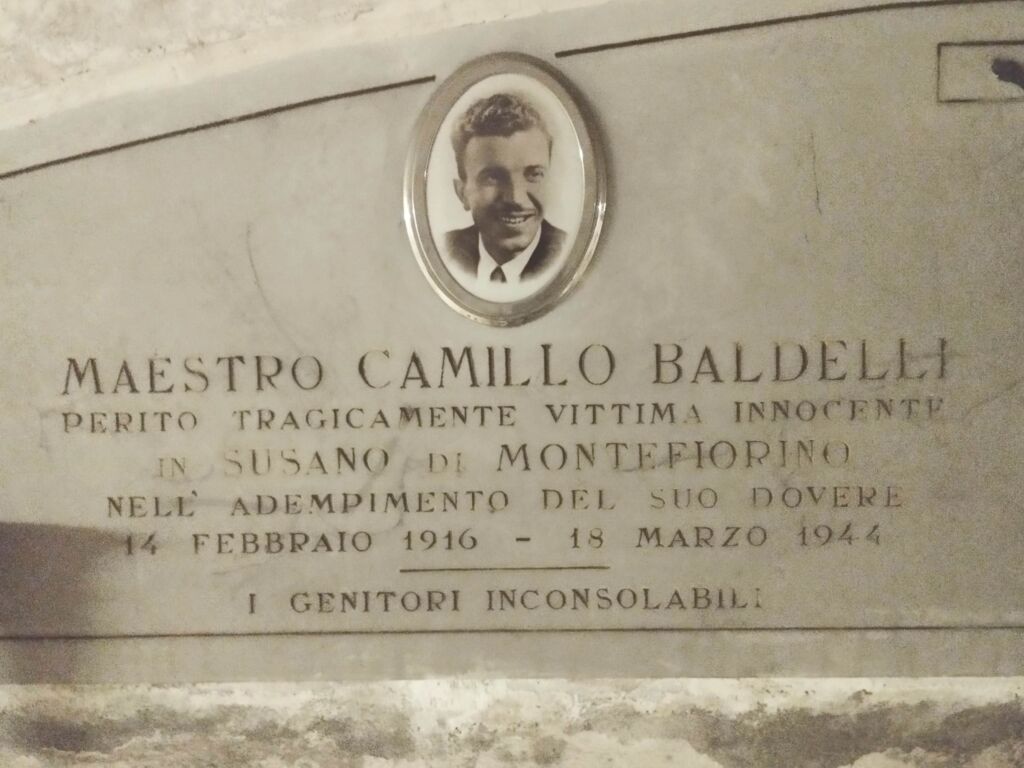 MAESTRO CAMILLO BALDELLI
PERITO TRAGICAMENTE VITTIMA INNOCENTE
IN SUSANO DI MONTEFIORINO
NELL' ADEMPIMENTO DEL SUO DOVERE
14 FEBBRAIO 1916 - 18 MARZO 1944
I GENITORI INCONSOLABILI